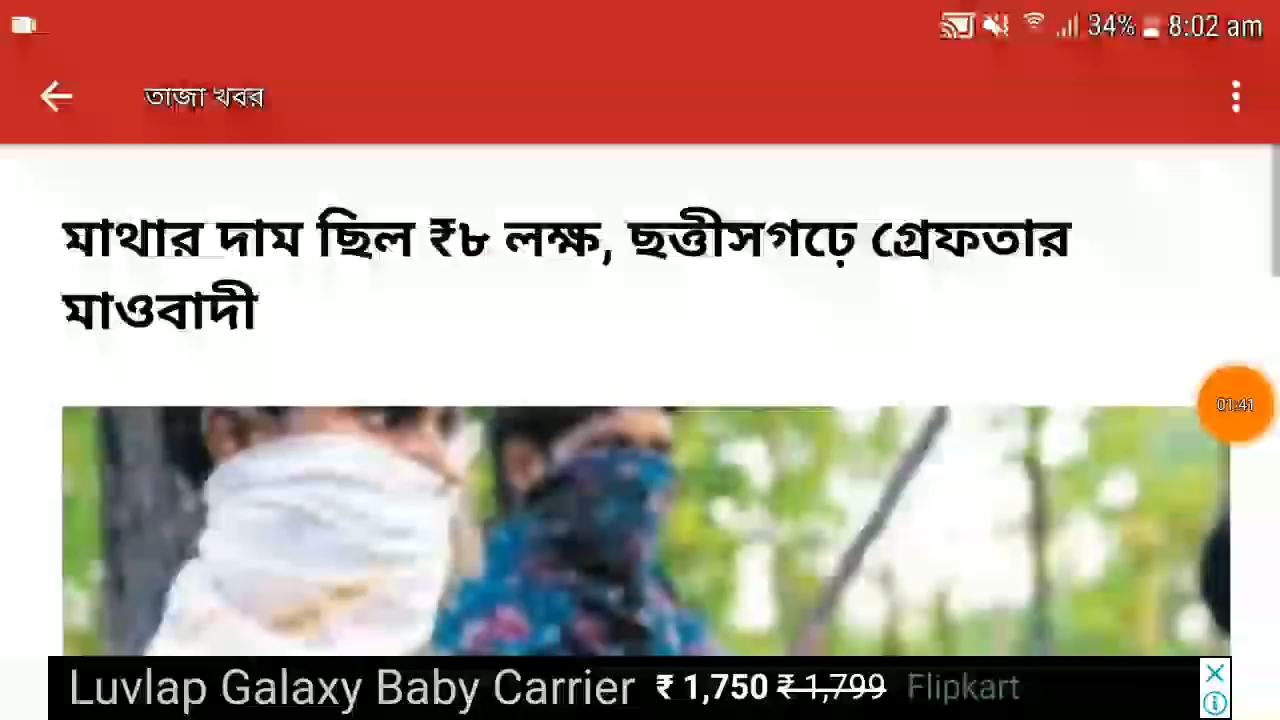 34% 8:02 am
তাজা খবর
মাথার দাম ছিল ₹৮ লক্ষ, ছত্তীসগঢ়ে গ্রেফতার
মাওবাদী
01:41
Luvlap Galaxy Baby Carrier ₹ 1,750 ₹ 1,799 Flipkart